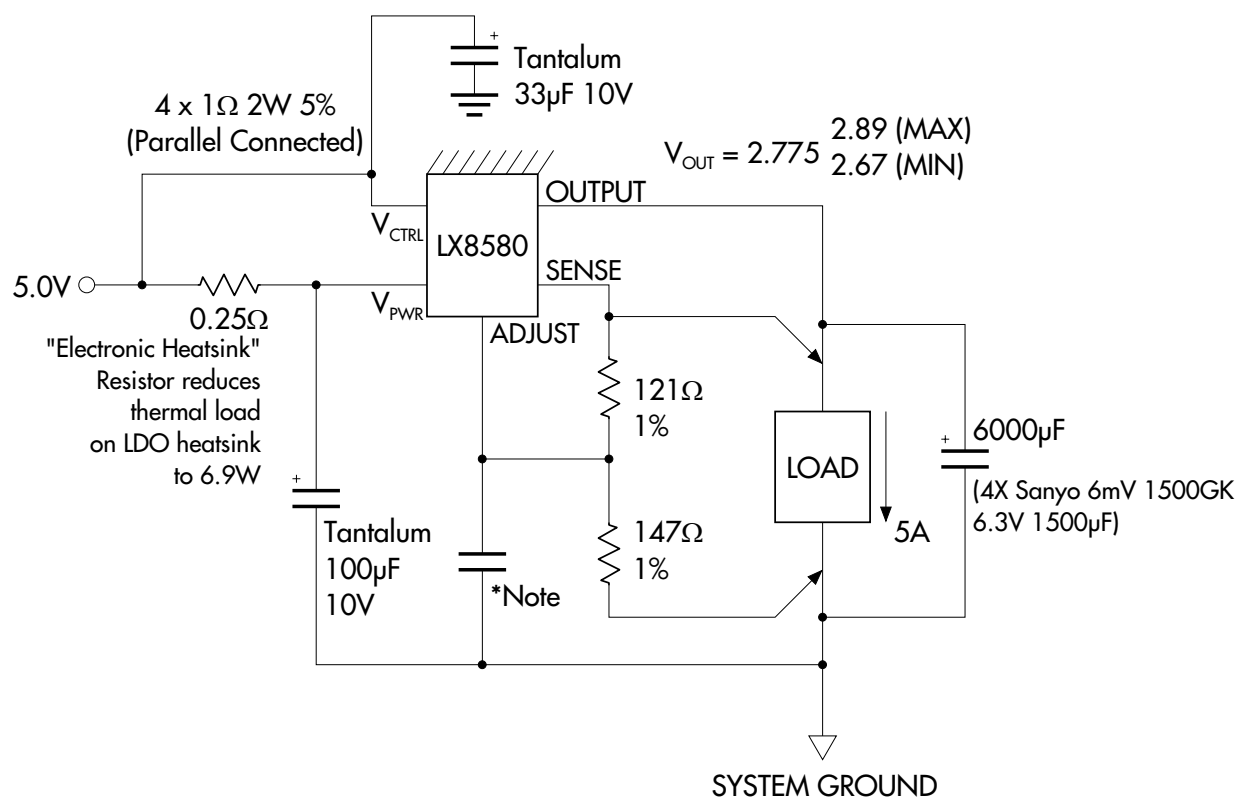 +
Tantalum
33µF 10V
4 x 1Ω 2W 5%
(Parallel Connected)
V_OUT = 2.775
2.89 (MAX)
2.67 (MIN)
OUTPUT
V_CTRL
LX8580
SENSE
5.0V
V_PWR
0.25Ω
ADJUST
"Electronic Heatsink"
Resistor reduces
thermal load
on LDO heatsink
to 6.9W
121Ω
1%
LOAD
5A
+
6000µF
(4X Sanyo 6mV 1500GK
6.3V 1500µF)
+
Tantalum
100µF
10V
*Note
147Ω
1%
SYSTEM GROUND